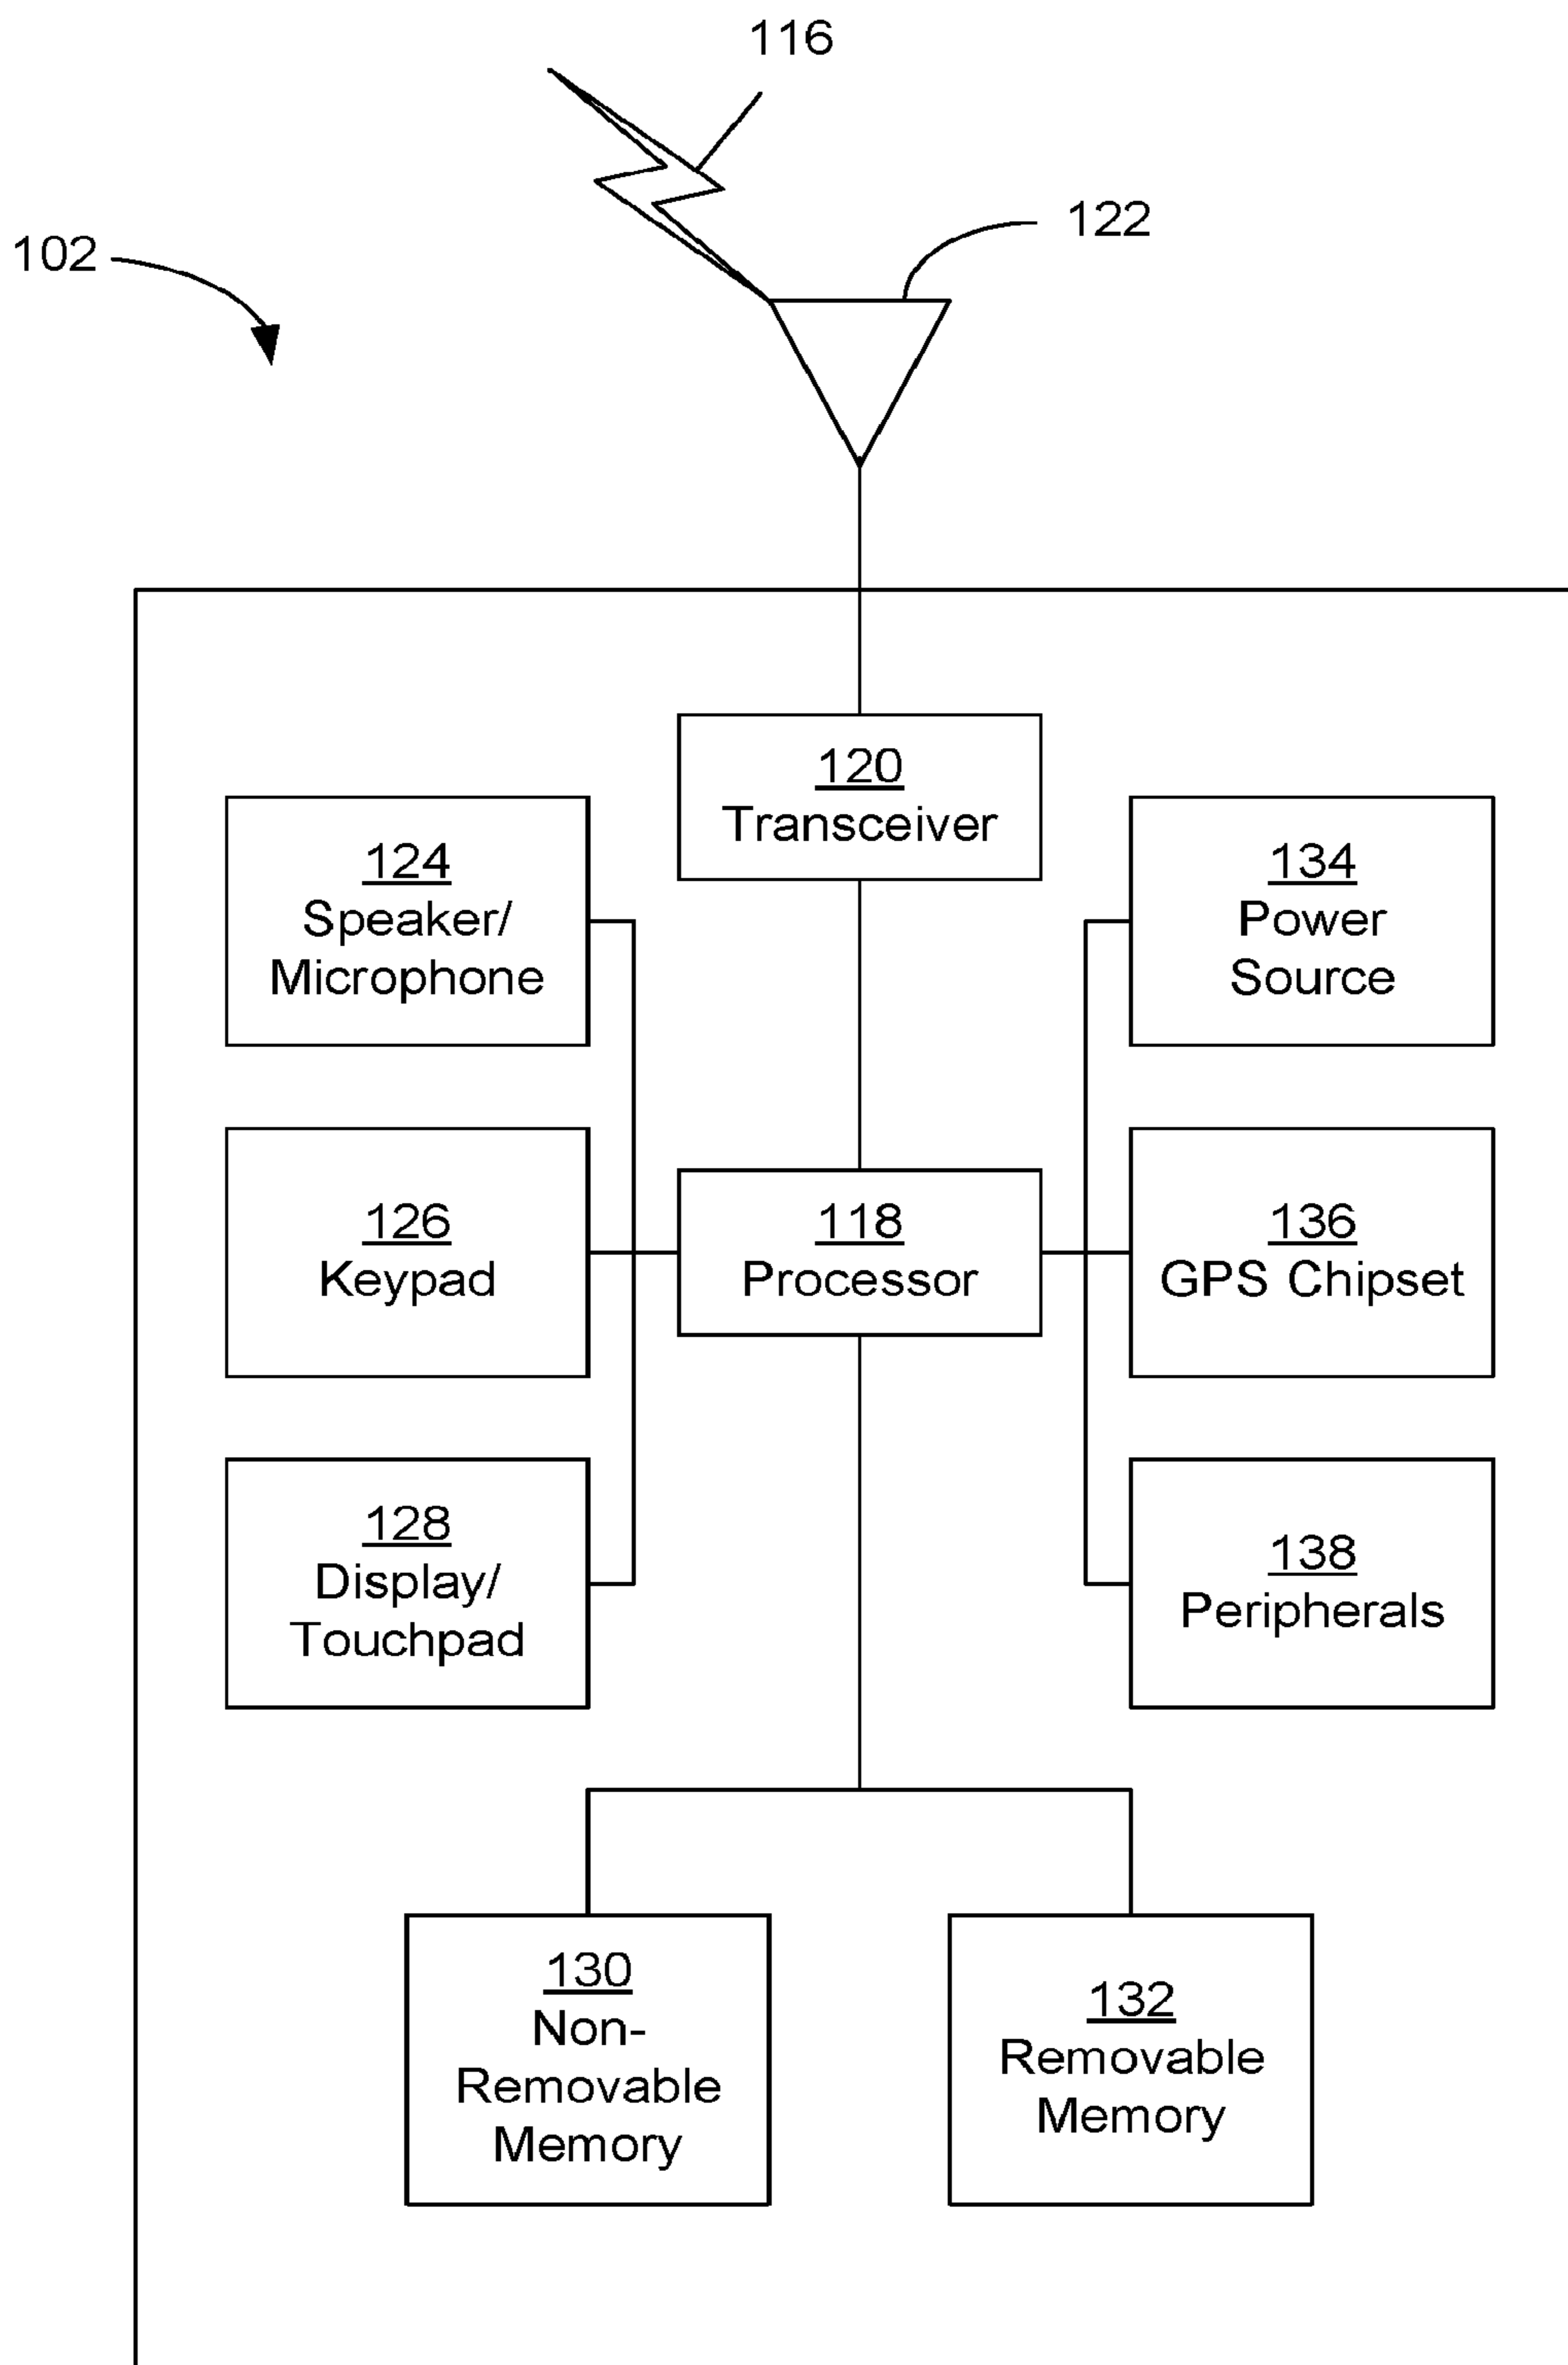 116
122
102
120
Transceiver
124
Speaker/
Microphone
134
Power
Source
126
Keypad
118
Processor
136
GPS Chipset
128
Display/
Touchpad
138
Peripherals
130
Non-
Removable
Memory
132
Removable
Memory